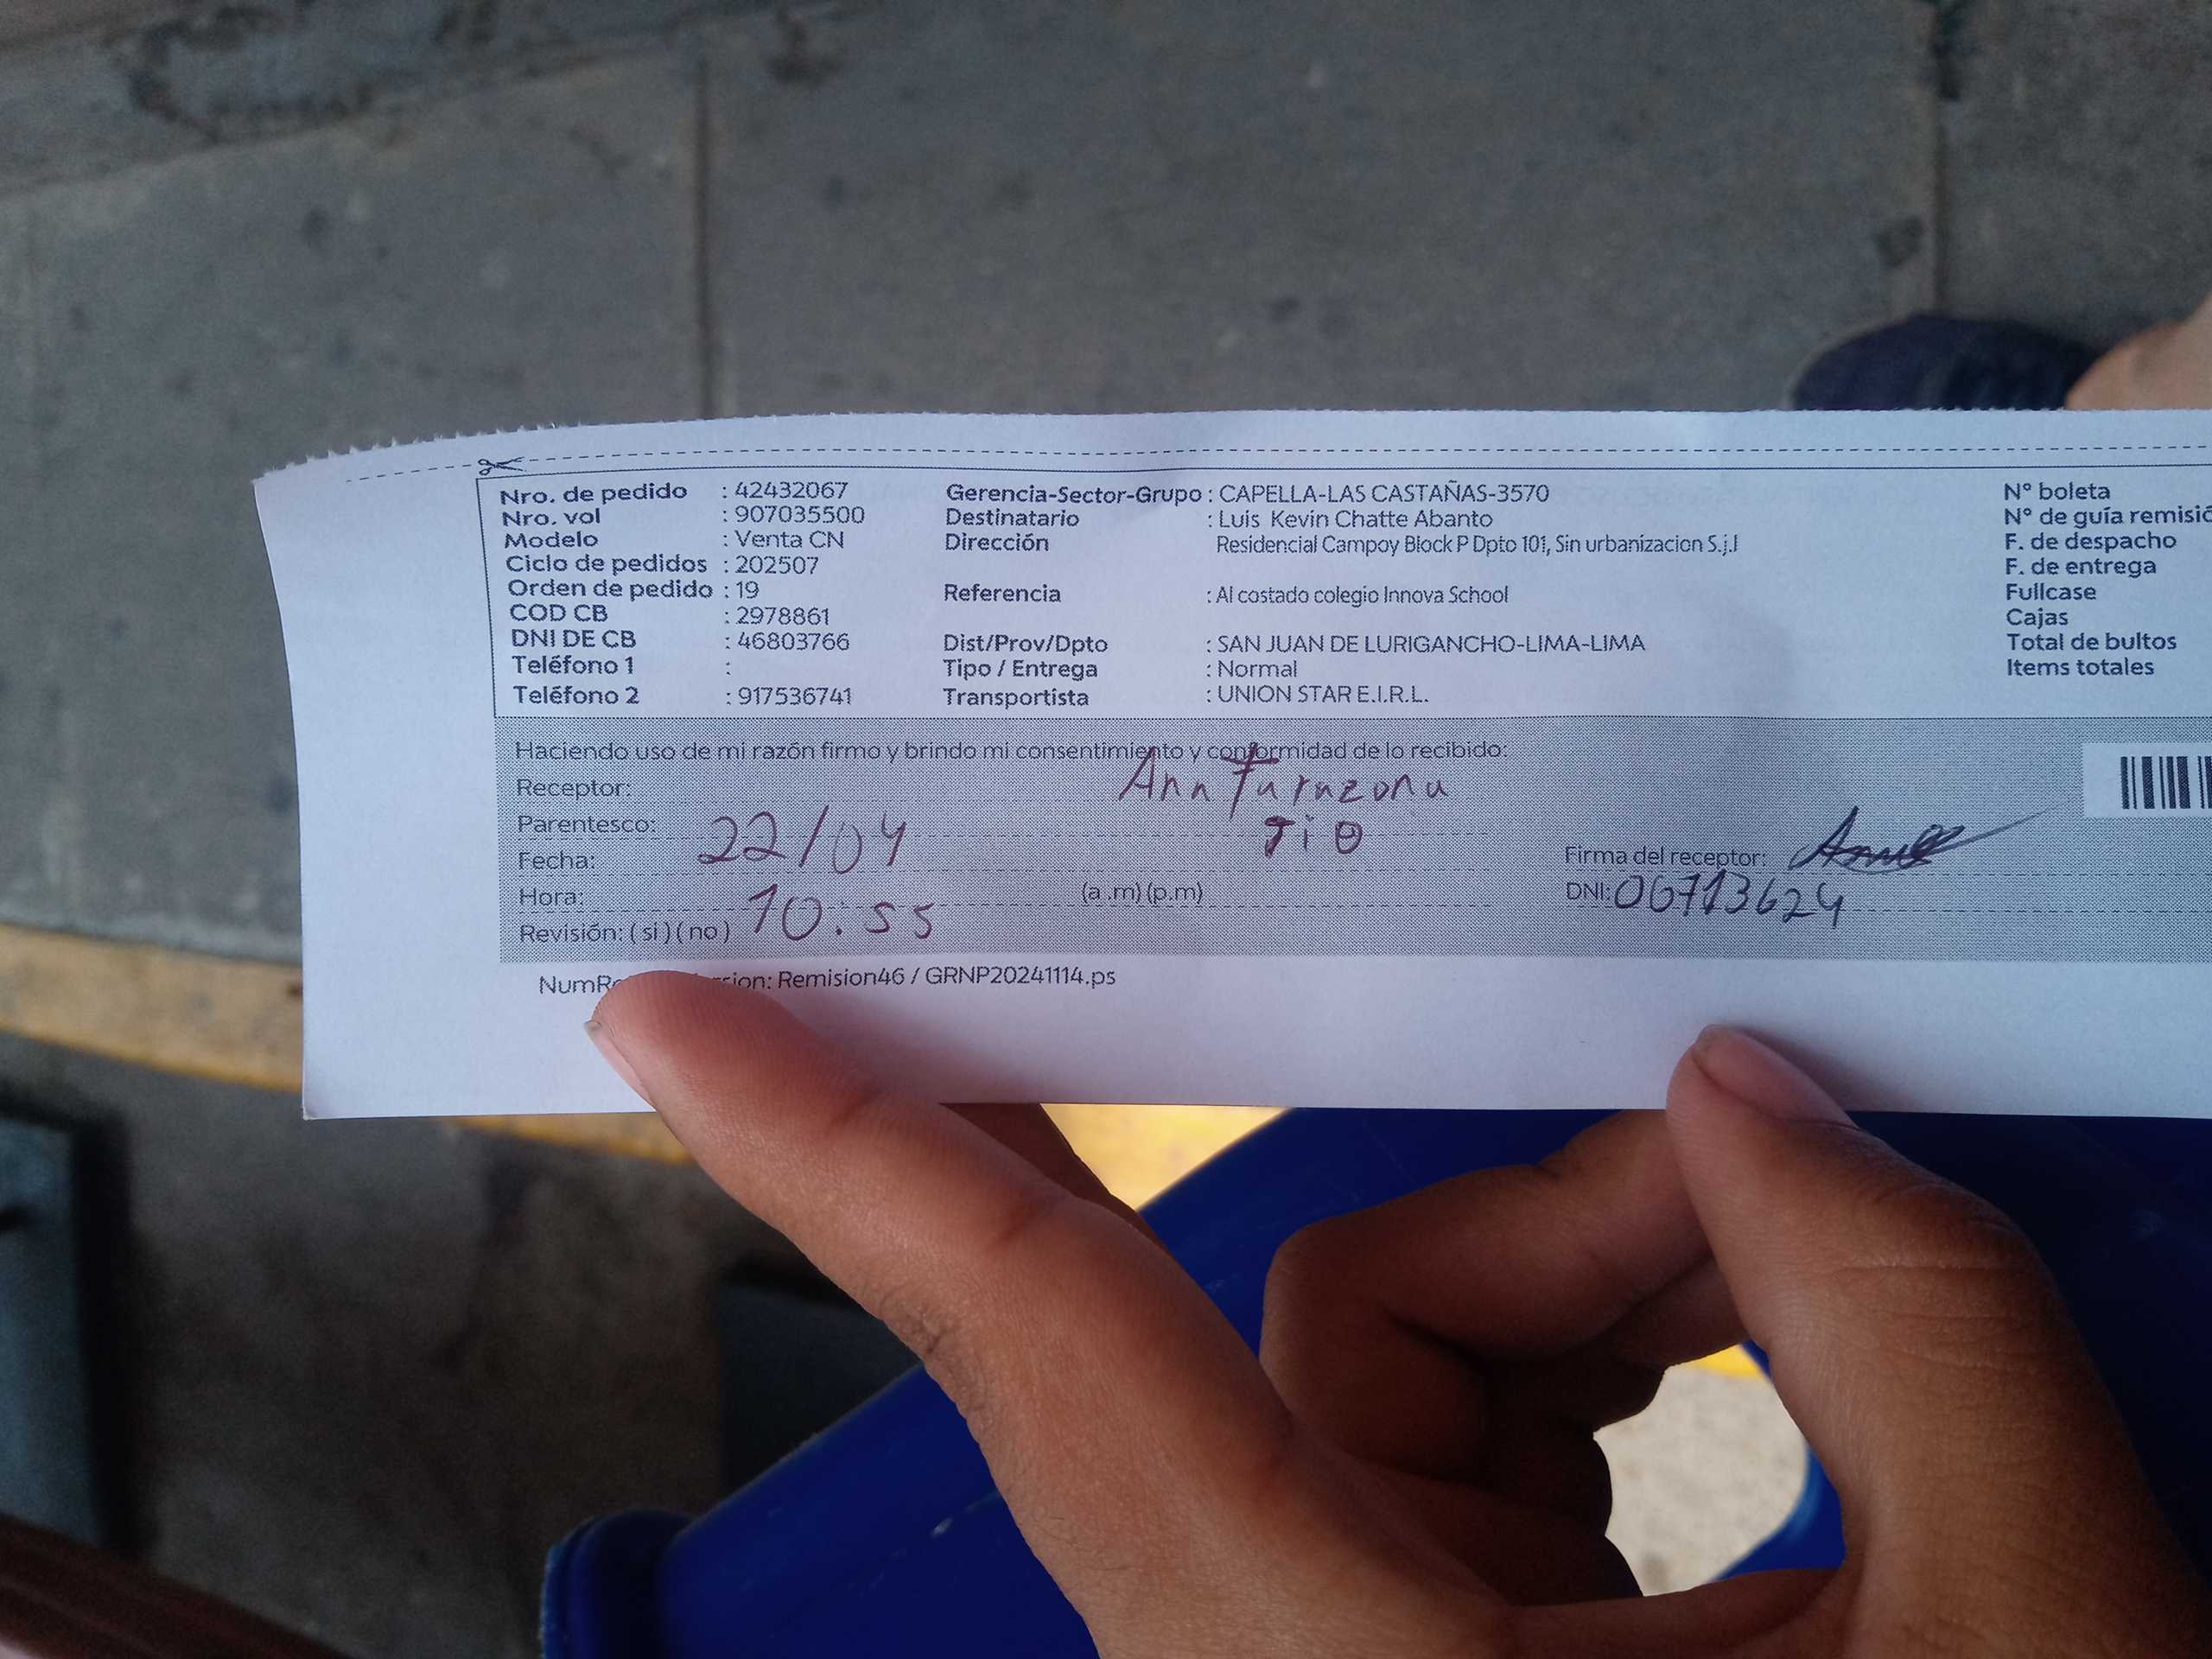 Nro. de pedido : 42432067 Gerencia-Sector-Grupo : CAPELLA-LAS CASTAÑAS-3570 N° boleta
Nro. vol : 907035500 Destinatario : Luis Kevin Chatte Abanto N° de guía
Modelo : Venta CN Dirección Residencial Campoy Block P Dpto 101, Sin urbanizacion S.j.l F. de despacho
Ciclo de pedidos : 202507 F. de entrega
Orden de pedido : 19 Referencia : Al costado colegio Innova School Fullcase
COD CB : 2978861 Cajas
DNI DE CB : 46803766 Dist/Prov/Dpto : SAN JUAN DE LURIGANCHO-LIMA-LIMA Total de bultos
Teléfono 1 : Tipo / Entrega : Normal Items totales
Teléfono 2 : 917536741 Transportista : UNION STAR E.I.R.L.
Haciendo uso de mi razón firmo y brindo mi consentimiento y conformidad de lo recibido:
Receptor: Ana Tarazona
Parentesco: TiO
Fecha: 22/04 Firma del receptor:
Hora: 10:55 (a.m) (p.m) DNI: 06713624
Revisión: ( si ) ( no )
Remision46 / GRNP20241114.ps